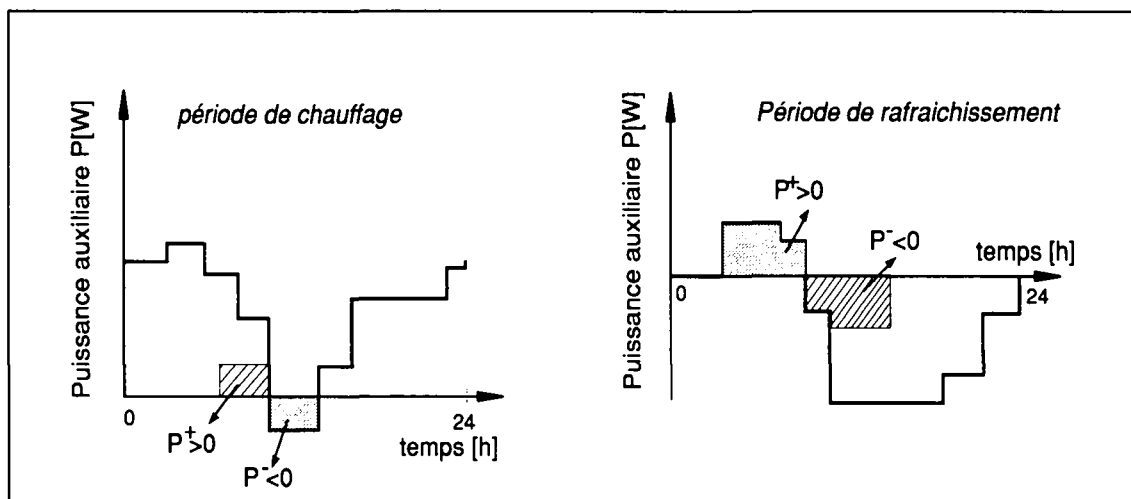 Puissance auxiliaire P[W]
période de chauffage
0
24
temps [h]
P+>0
P-<0
Puissance auxiliaire P[W]
Période de rafraichissement
P+>0
P-<0
temps [h]
0
24